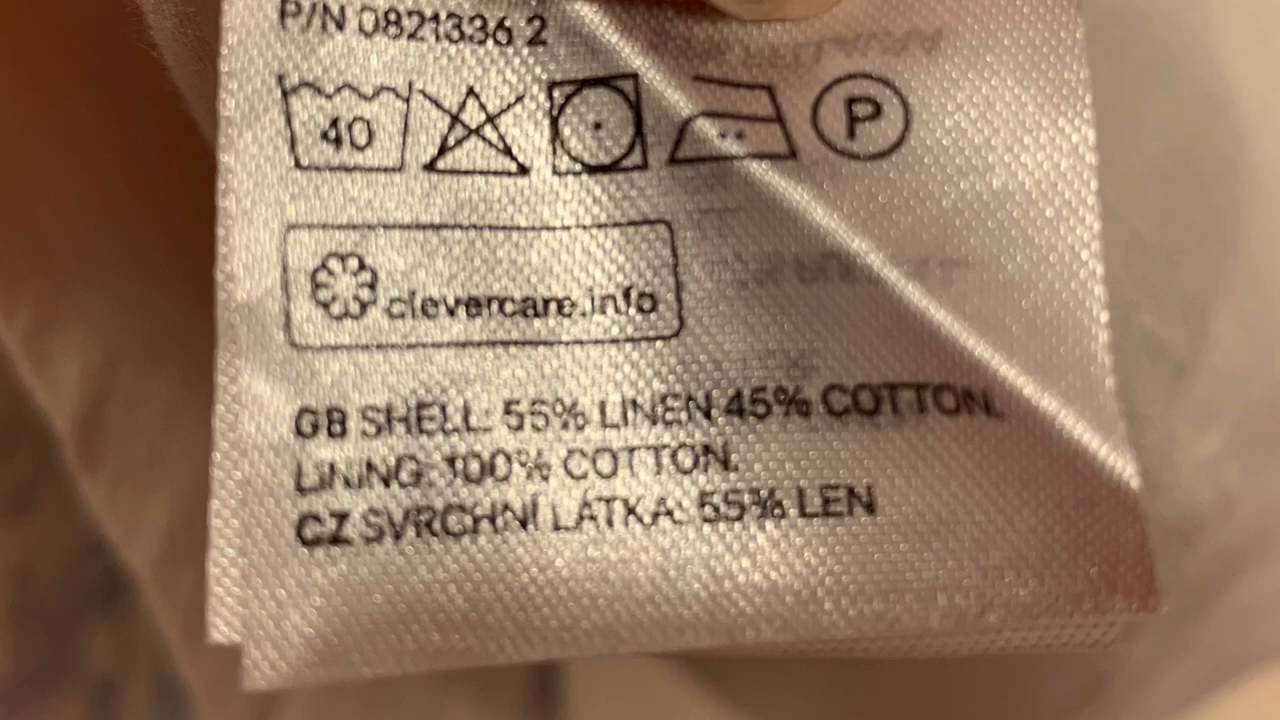 P/N 0821336 2
40 P
clevercare.info
GB SHELL: 55% LINEN 45% COTTON.
LINING: 100% COTTON.
CZ SVRCHNÍ LÁTKA: 55% LEN